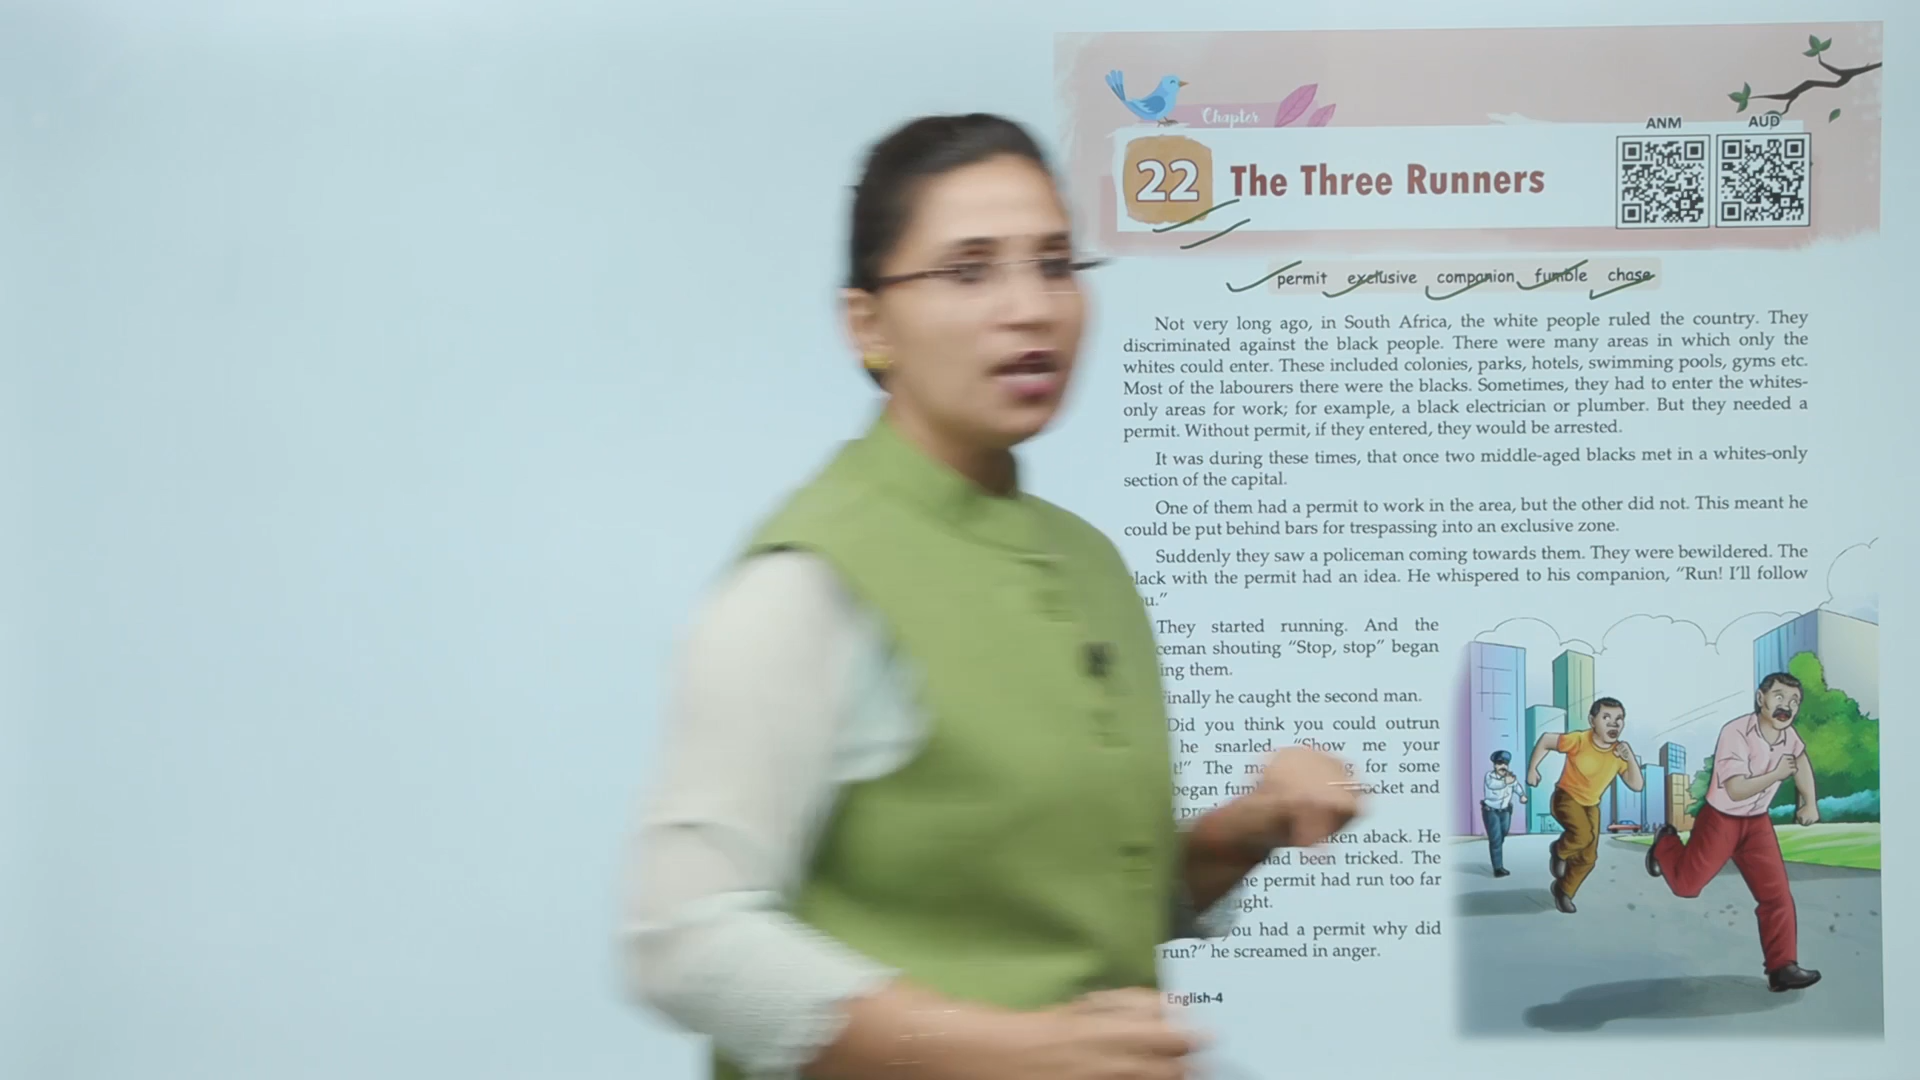 Chapter
ANM
AUD
22
The Three Runners
permit exclusive companion fumble chase
Not very long ago, in South Africa, the white people ruled the country. They
discriminated against the black people. There were many areas in which only the
whites could enter. These included colonies, parks, hotels, swimming pools, gyms etc.
Most of the labourers there were the blacks. Sometimes, they had to enter the whites-
only areas for work; for example, a black electrician or plumber. But they needed a
permit. Without permit, if they entered, they would be arrested.
It was during these times, that once two middle-aged blacks met in a whites-only
section of the capital.
One of them had a permit to work in the area, but the other did not. This meant he
could be put behind bars for trespassing into an exclusive zone.
Suddenly they saw a policeman coming towards them. They were bewildered. The
lack with the permit had an idea. He whispered to his companion, “Run! I'll follow
u.”
They started running. And the
ceman shouting “Stop, stop” began
ing them.
inally he caught the second man.
Did you think you could outrun
he snarled. “Show me your
t!” The ma g for some
began fum ocket and
pr
ken aback. He
had been tricked. The
he permit had run too far
ught.
ou had a permit why did
run?” he screamed in anger.
English-4